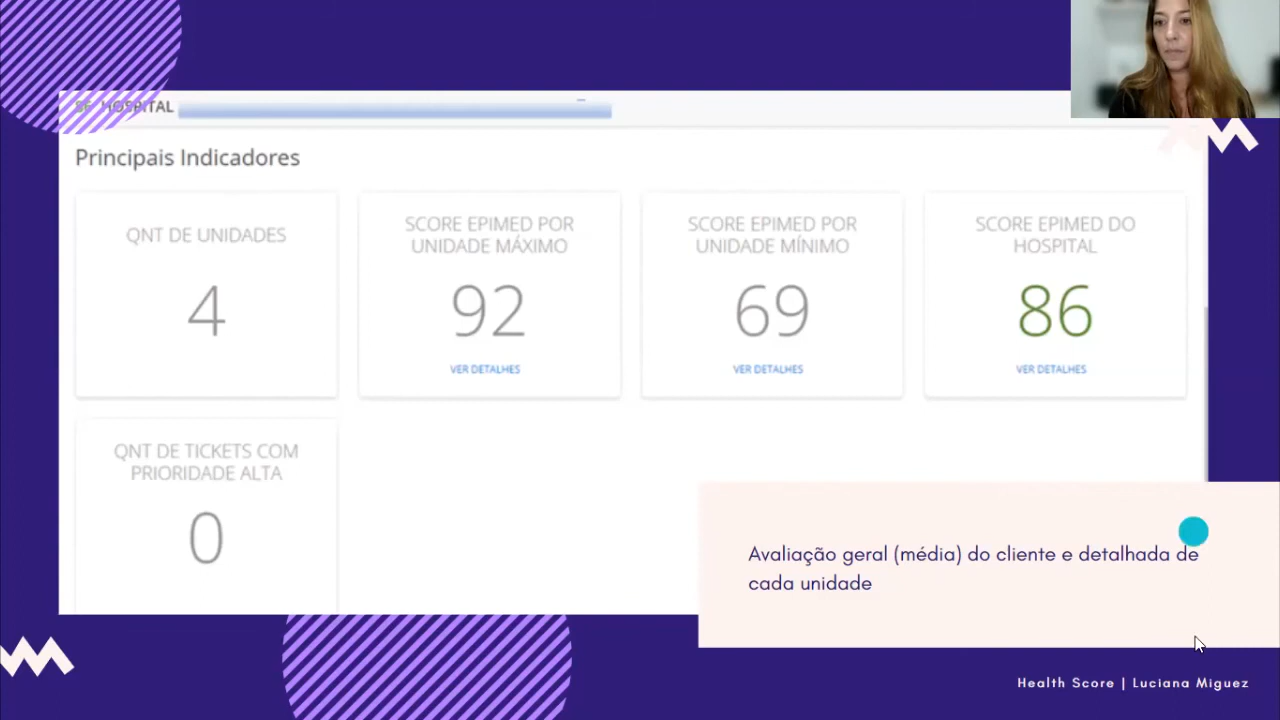 HOSPITAL
Principais Indicadores
QNT DE UNIDADES
4
SCORE EPIMED POR
UNIDADE MÁXIMO
92
VER DETALHES
SCORE EPIMED POR
UNIDADE MÍNIMO
69
VER DETALHES
SCORE EPIMED DO
HOSPITAL
86
VER DETALHES
QNT DE TICKETS COM
PRIORIDADE ALTA
0
Avaliação geral (média) do cliente e detalhada de
cada unidade
Health Score | Luciana Miguez